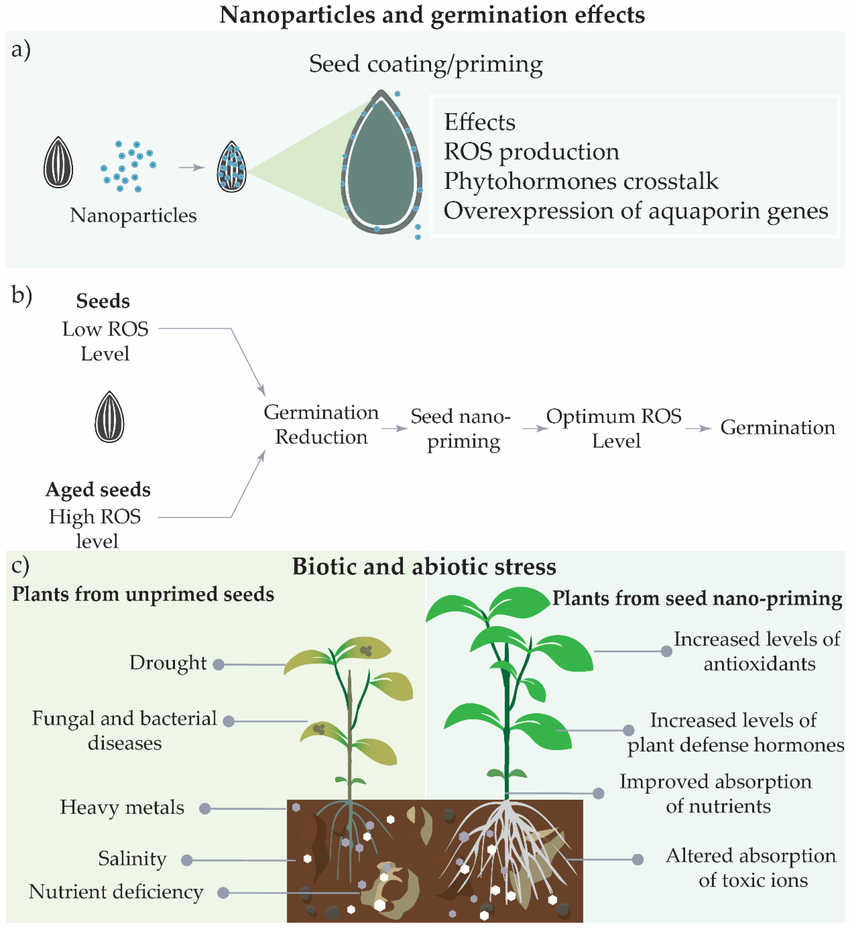 Nanoparticles and germination effects
a)
Seed coating/priming
Nanoparticles
Effects
ROS production
Phytohormones crosstalk
Overexpression of aquaporin genes
b)
Seeds
Low ROS
Level
Aged seeds
High ROS
level
Germination
Reduction
Seed nano-
priming
Optimum ROS
Level
Germination
c)
Biotic and abiotic stress
Plants from unprimed seeds
Drought
Fungal and bacterial
diseases
Heavy metals
Salinity
Nutrient deficiency
Plants from seed nano-priming
Increased levels of
antioxidants
Increased levels of
plant defense hormones
Improved absorption
of nutrients
Altered absorption
of toxic ions